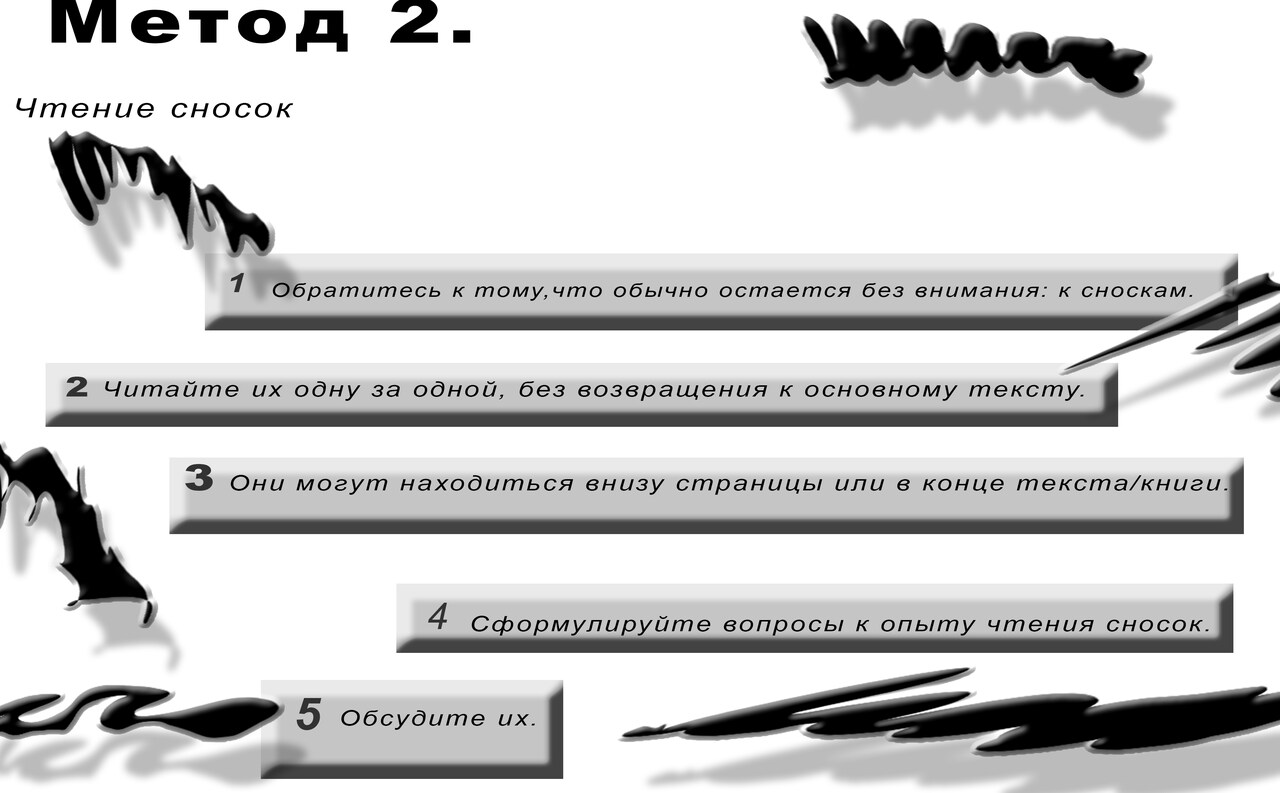 Метод 2.
Чтение сносок
1 Обратитесь к тому,что обычно остается без внимания: к сноскам.
2 Читайте их одну за одной, без возвращения к основному тексту.
3 Они могут находиться внизу страницы или в конце текста/книги.
4 Сформулируйте вопросы к опыту чтения сносок.
5 Обсудите их.